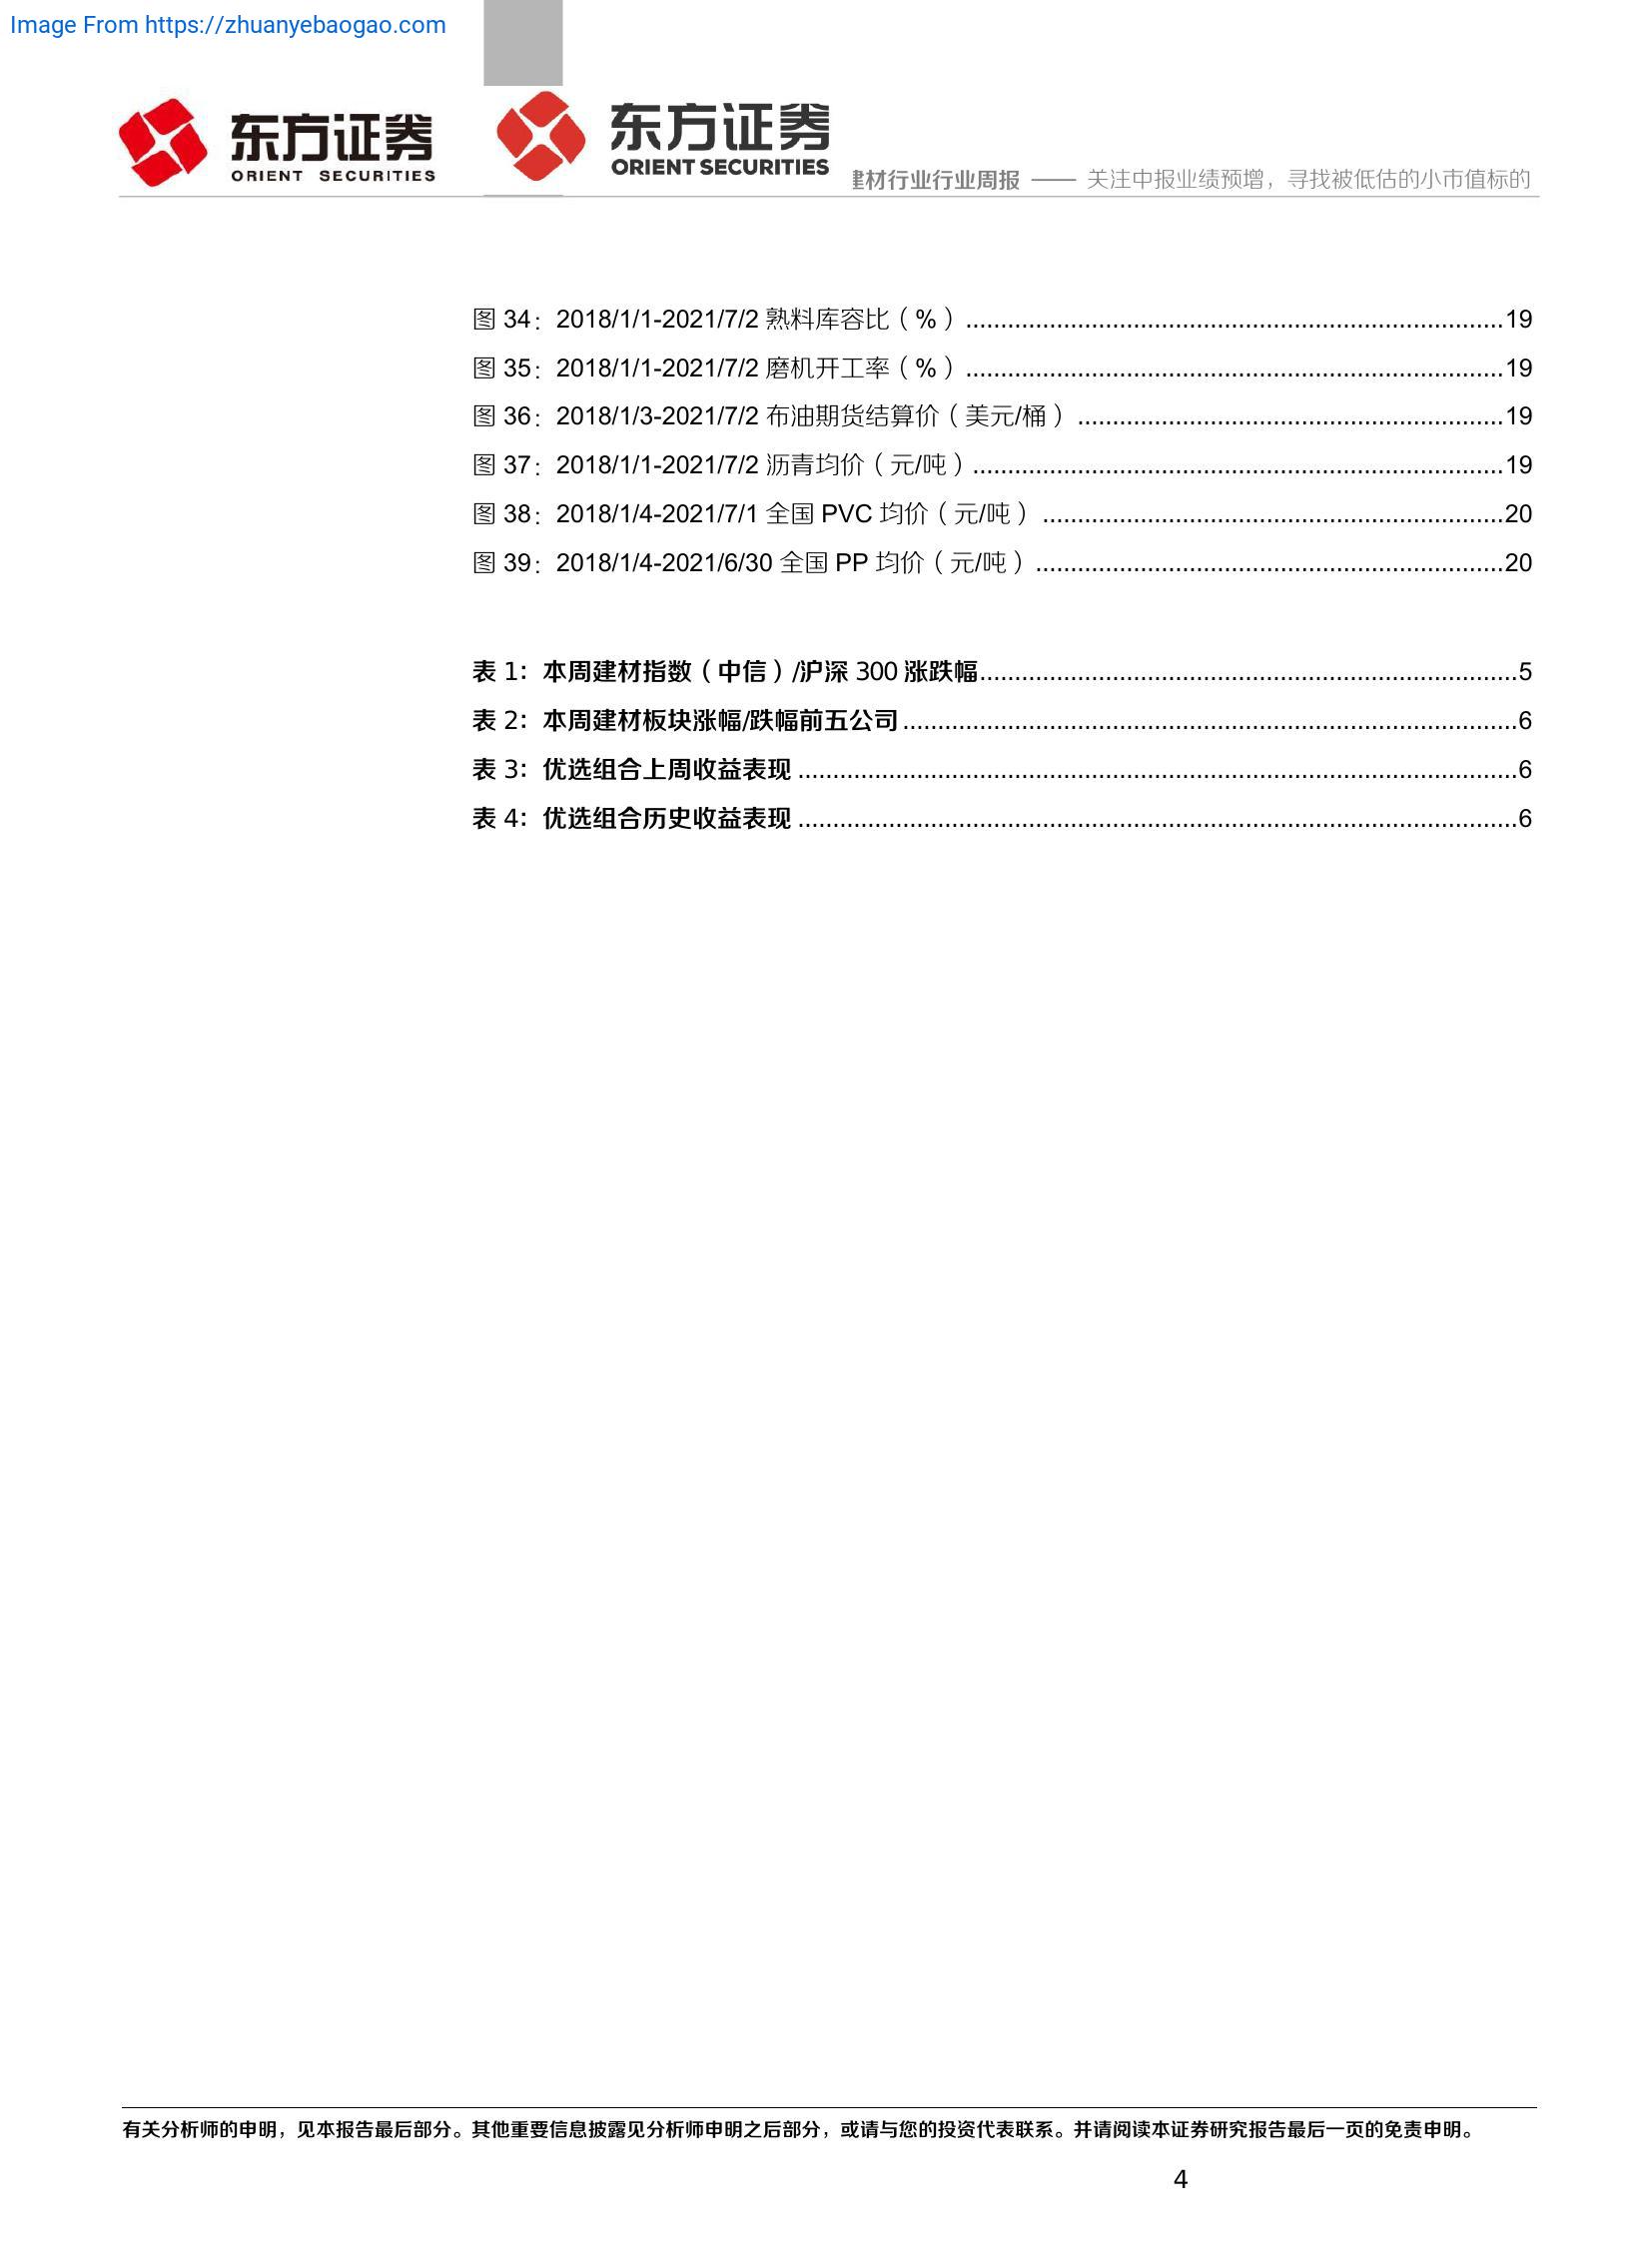 Image From https://zhuanyebaogao.com
东方证券
ORIENT SECURITIES
东方证券
ORIENT SECURITIES
材行业行业周报 —— 关注中报业绩预增，寻找被低估的小市值标的
图 34：2018/1/1-2021/7/2 熟料库容比（%）................................................................19
图 35：2018/1/1-2021/7/2 磨机开工率（%）................................................................19
图 36：2018/1/3-2021/7/2 布油期货结算价（美元/桶）................................................................19
图 37：2018/1/1-2021/7/2 沥青均价（元/吨）................................................................19
图 38：2018/1/4-2021/7/1 全国 PVC 均价（元/吨）................................................................20
图 39：2018/1/4-2021/6/30 全国 PP 均价（元/吨）................................................................20
表 1：本周建材指数（中信）/沪深 300 涨跌幅................................................................5
表 2：本周建材板块涨幅/跌幅前五公司................................................................6
表 3：优选组合上周收益表现................................................................6
表 4：优选组合历史收益表现................................................................6
有关分析师的申明，见本报告最后部分。其他重要信息披露见分析师申明之后部分，或请与您的投资代表联系。并请阅读本证券研究报告最后一页的免责申明。
4